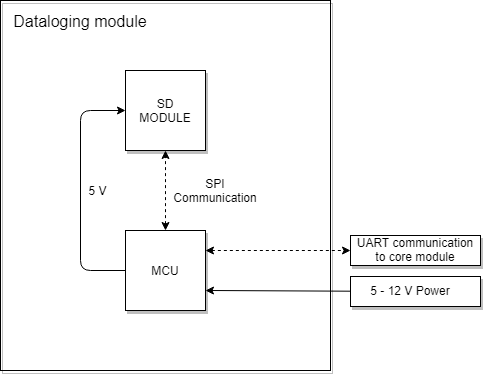 Dataloging module
SD
MODULE
5 V
SPI
Communication
MCU
UART communication
to core module
5 - 12 V Power